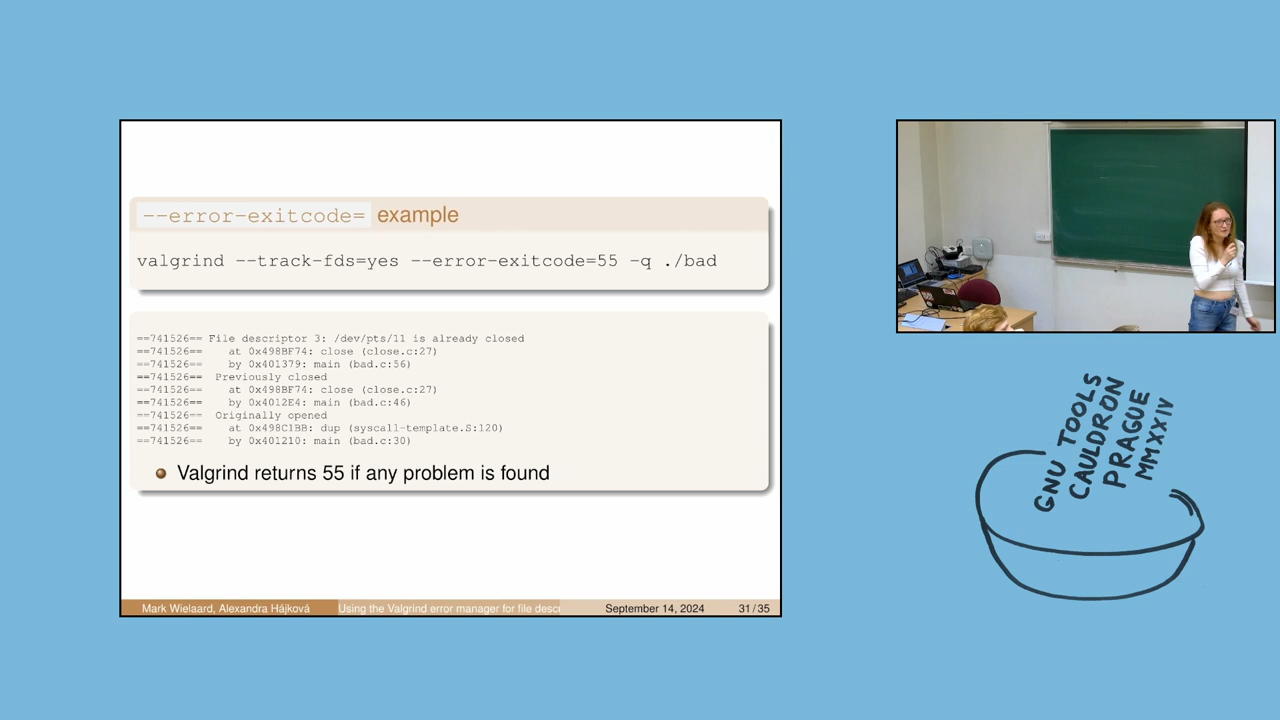 --error-exitcode= example
valgrind --track-fds=yes --error-exitcode=55 -q ./bad
==741526== File descriptor 3: /dev/pts/11 is already closed
==741526==    at 0x498BF74: close (close.c:27)
==741526==    by 0x401379: main (bad.c:56)
==741526==  Previously closed
==741526==    at 0x498BF74: close (close.c:27)
==741526==    by 0x4012E4: main (bad.c:46)
==741526==  Originally opened
==741526==    at 0x498C1BB: dup (syscall-template.S:120)
==741526==    by 0x401210: main (bad.c:30)
Valgrind returns 55 if any problem is found
Mark Wielaard, Alexandra Hájková
Using the Valgrind error manager for file descr
September 14, 2024
31 / 35
GNU TOOLS
CAULDRON
PRAGUE
MMXXIV